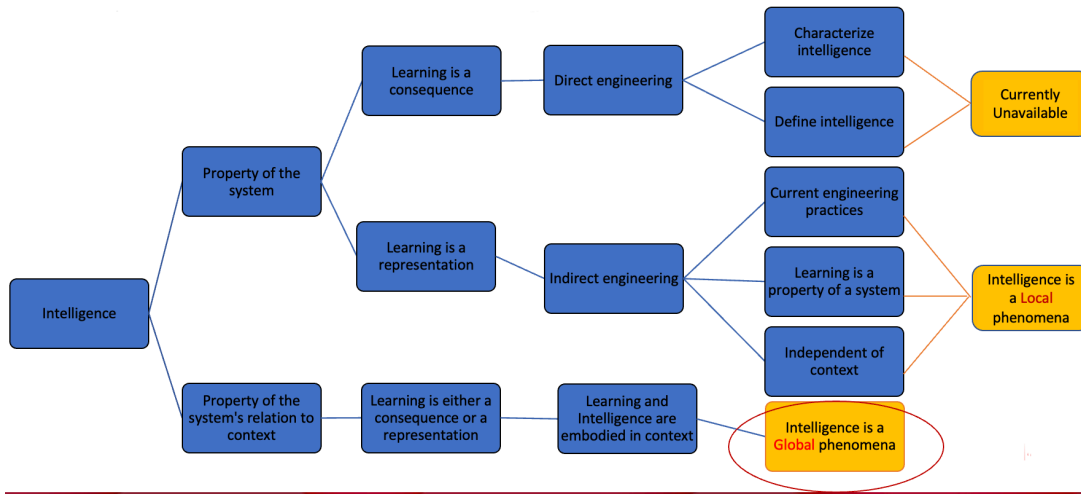 Characterize
intelligence
Learning is a
consequence
Direct engineering
Currently
Unavailable
Define intelligence
Property of the
system
Current engineering
practices
Learning is a
representation
Indirect engineering
Learning is a
property of a system
Intelligence is
a Local
phenomena
Intelligence
Independent of
context
Property of the
system's relation to
context
Learning is either a
consequence or a
representation
Learning and
Intelligence are
embodied in context
Intelligence is a
Global phenomena